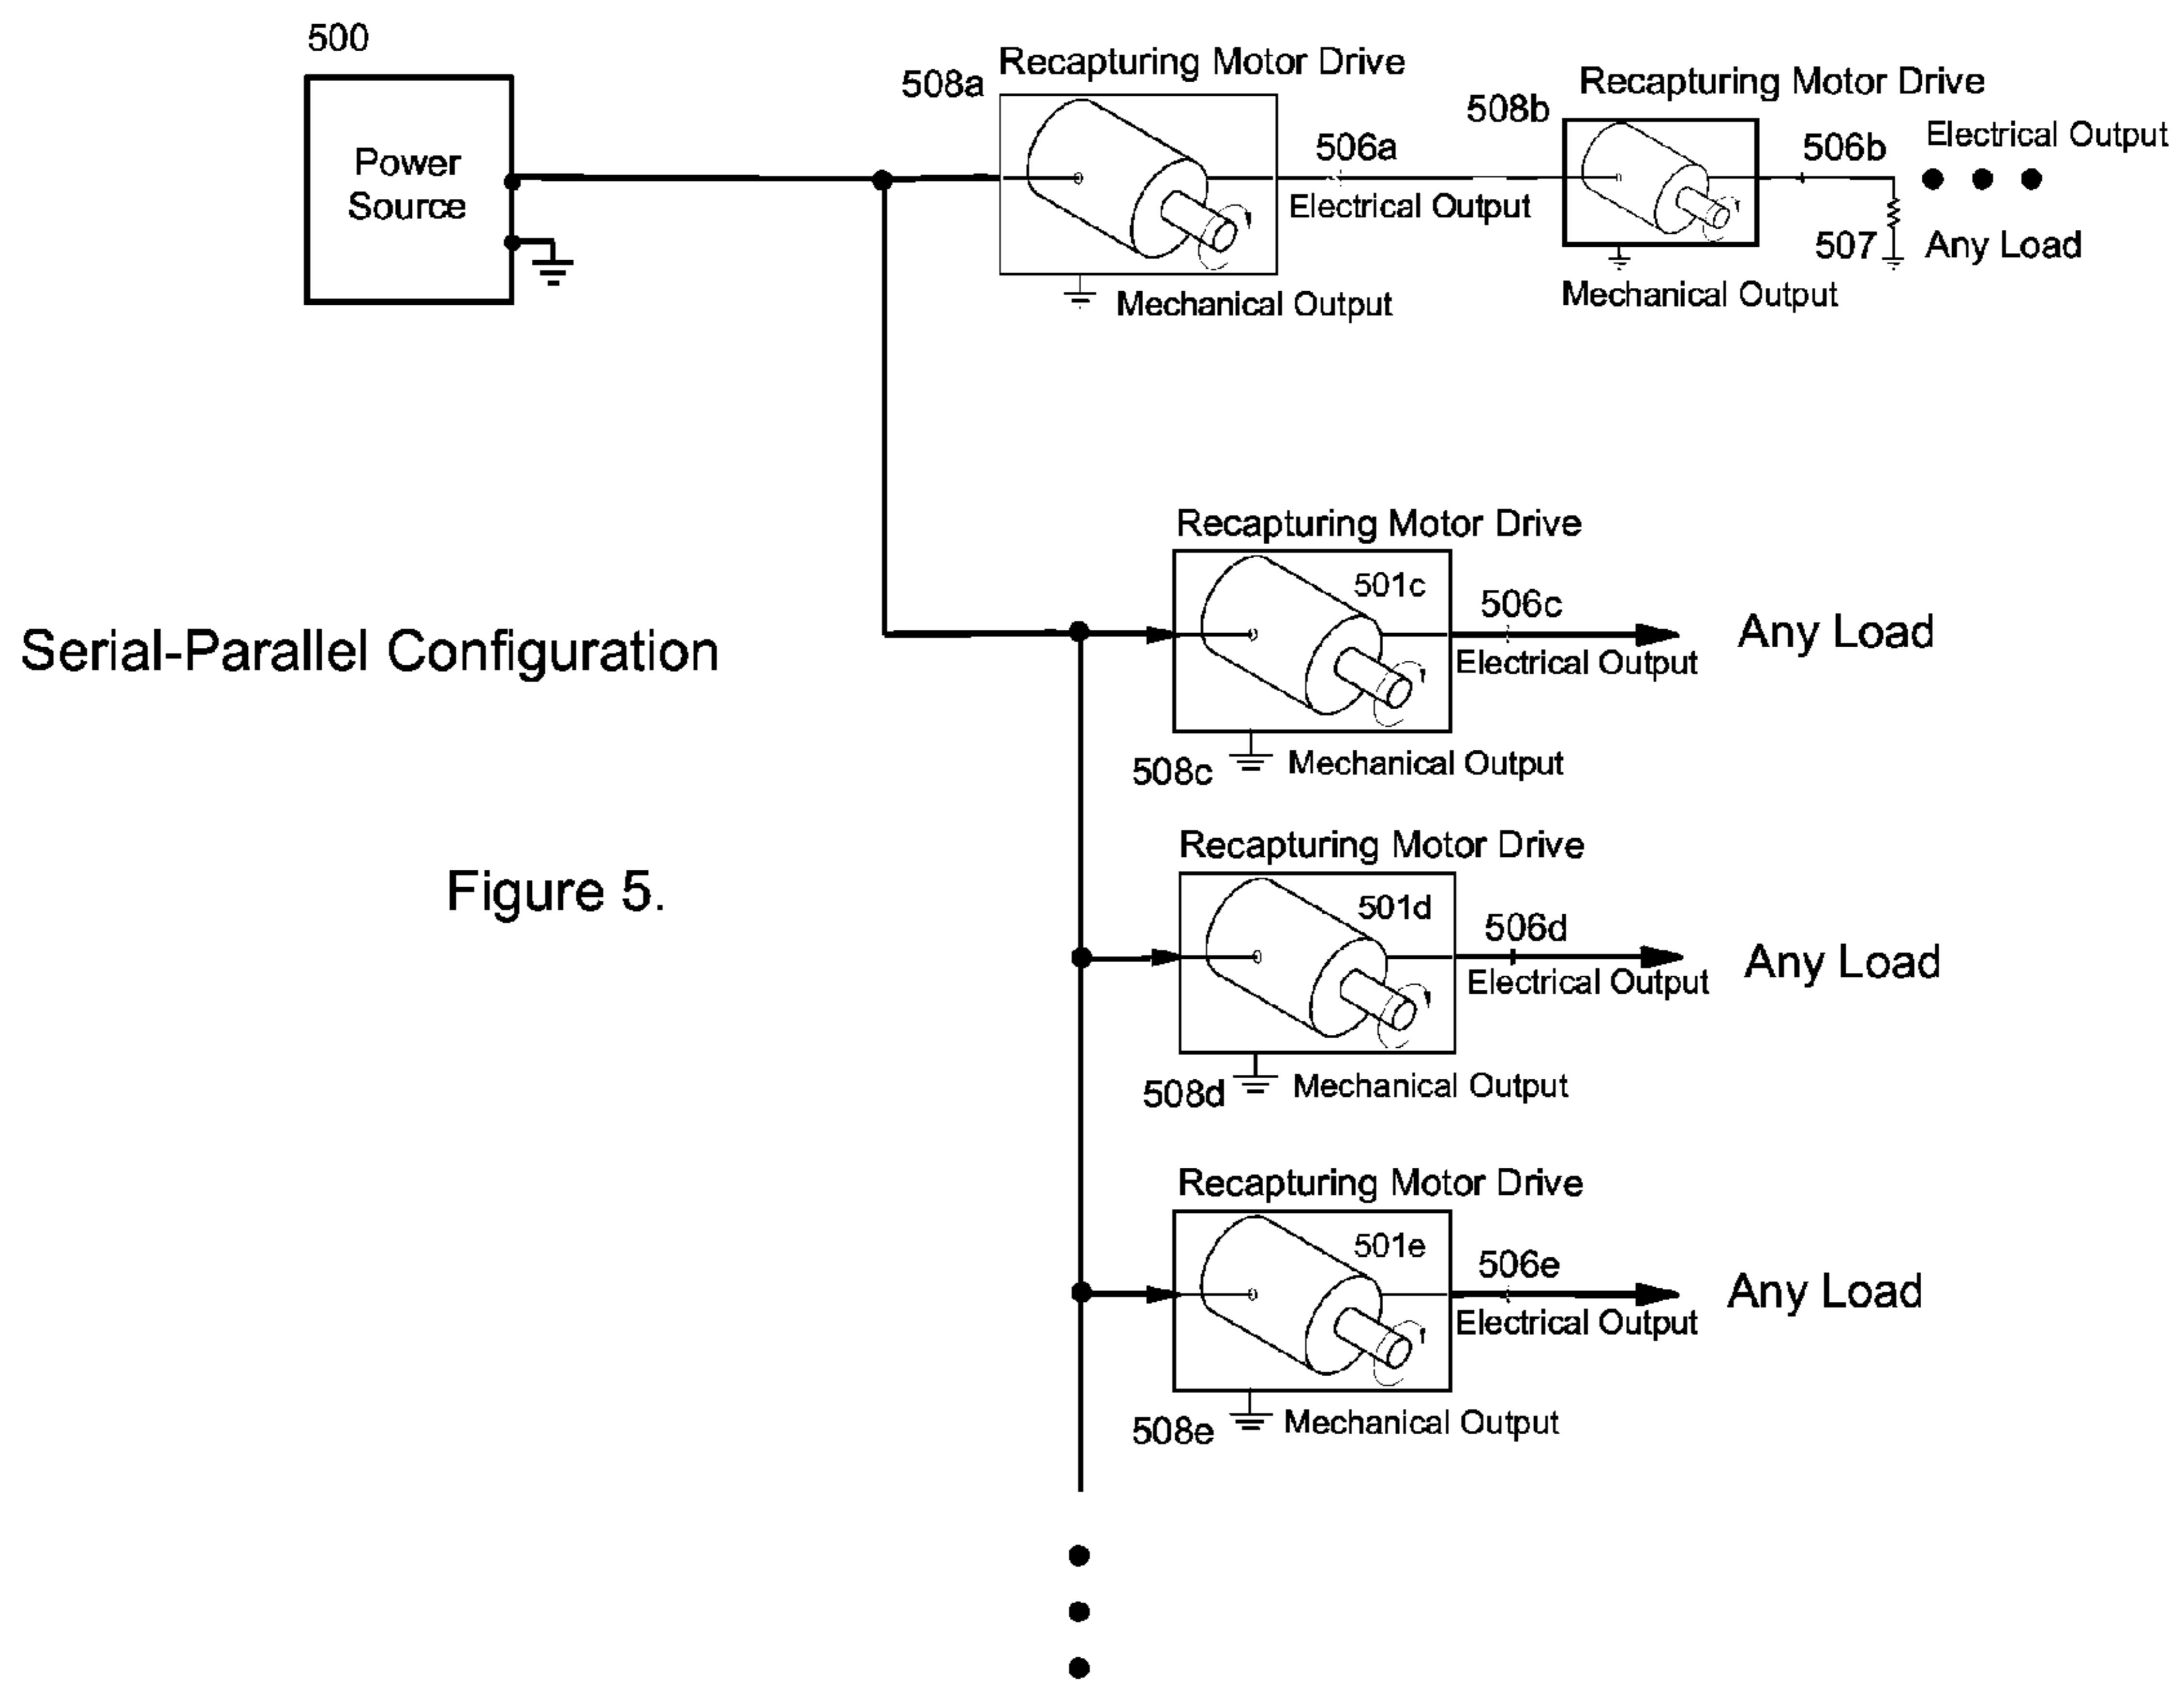 500
Power
Source
508a
Recapturing Motor Drive
506a
Electrical Output
Mechanical Output
508b
Recapturing Motor Drive
506b
Electrical Output
507
Any Load
Mechanical Output
Serial-Parallel Configuration
Figure 5.
Recapturing Motor Drive
501c
506c
Electrical Output
Any Load
508c
Mechanical Output
Recapturing Motor Drive
501d
506d
Electrical Output
Any Load
508d
Mechanical Output
Recapturing Motor Drive
501e
506e
Electrical Output
Any Load
508e
Mechanical Output